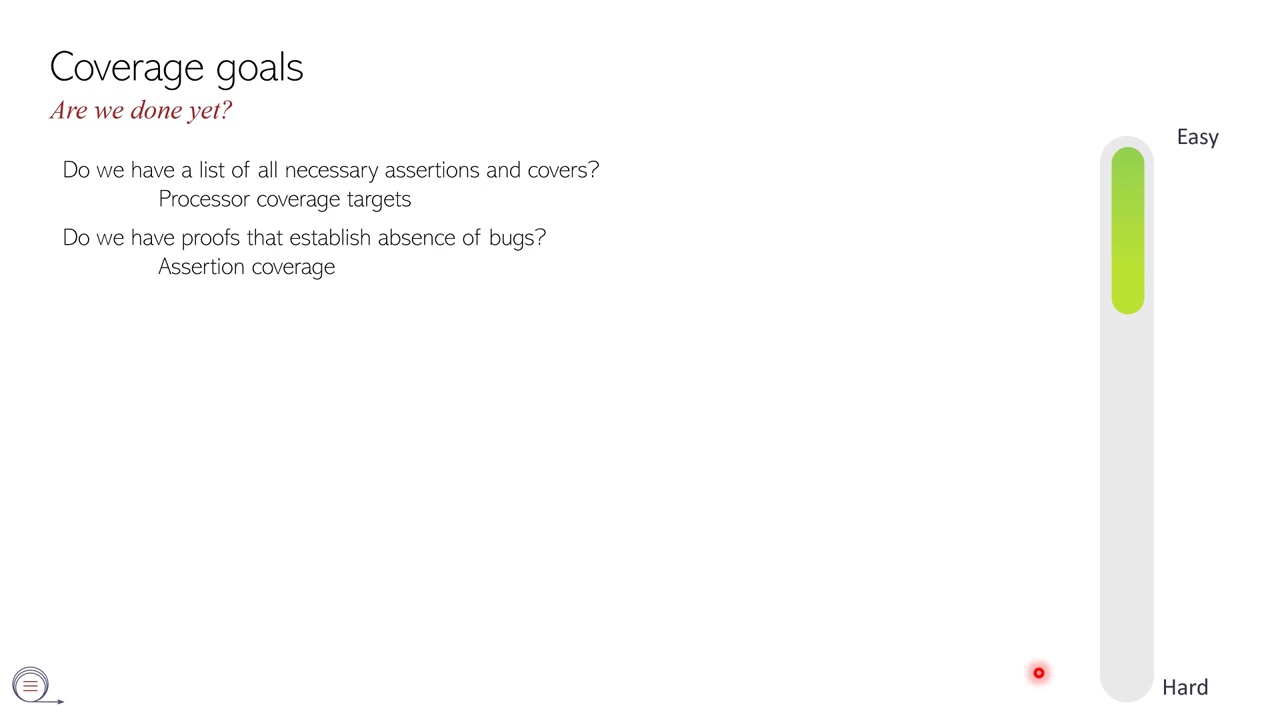 Coverage goals
Are we done yet?
Do we have a list of all necessary assertions and covers?
Processor coverage targets
Do we have proofs that establish absence of bugs?
Assertion coverage
Easy
Hard